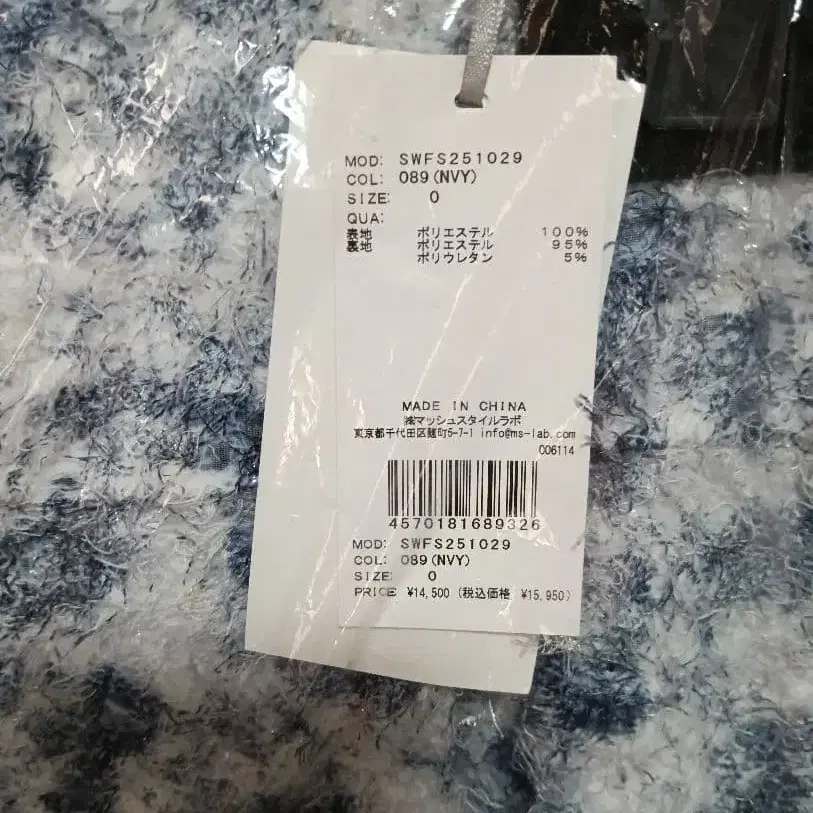 MOD: SWFS251029
COL: 089(NVY)
SIZE: 0
QUA:
表地 ポリエステル 100%
裏地 ポリエステル 95%
ポリウレタン 5%
MADE IN CHINA
㈱マッシュスタイルラボ
東京都千代田区麹町5-7-1 info@ms-lab.com
006114
4570181689326
MOD: SWFS251029
COL: 089(NVY)
SIZE: 0
PRICE ¥14,500 (税込価格 ¥15,950)